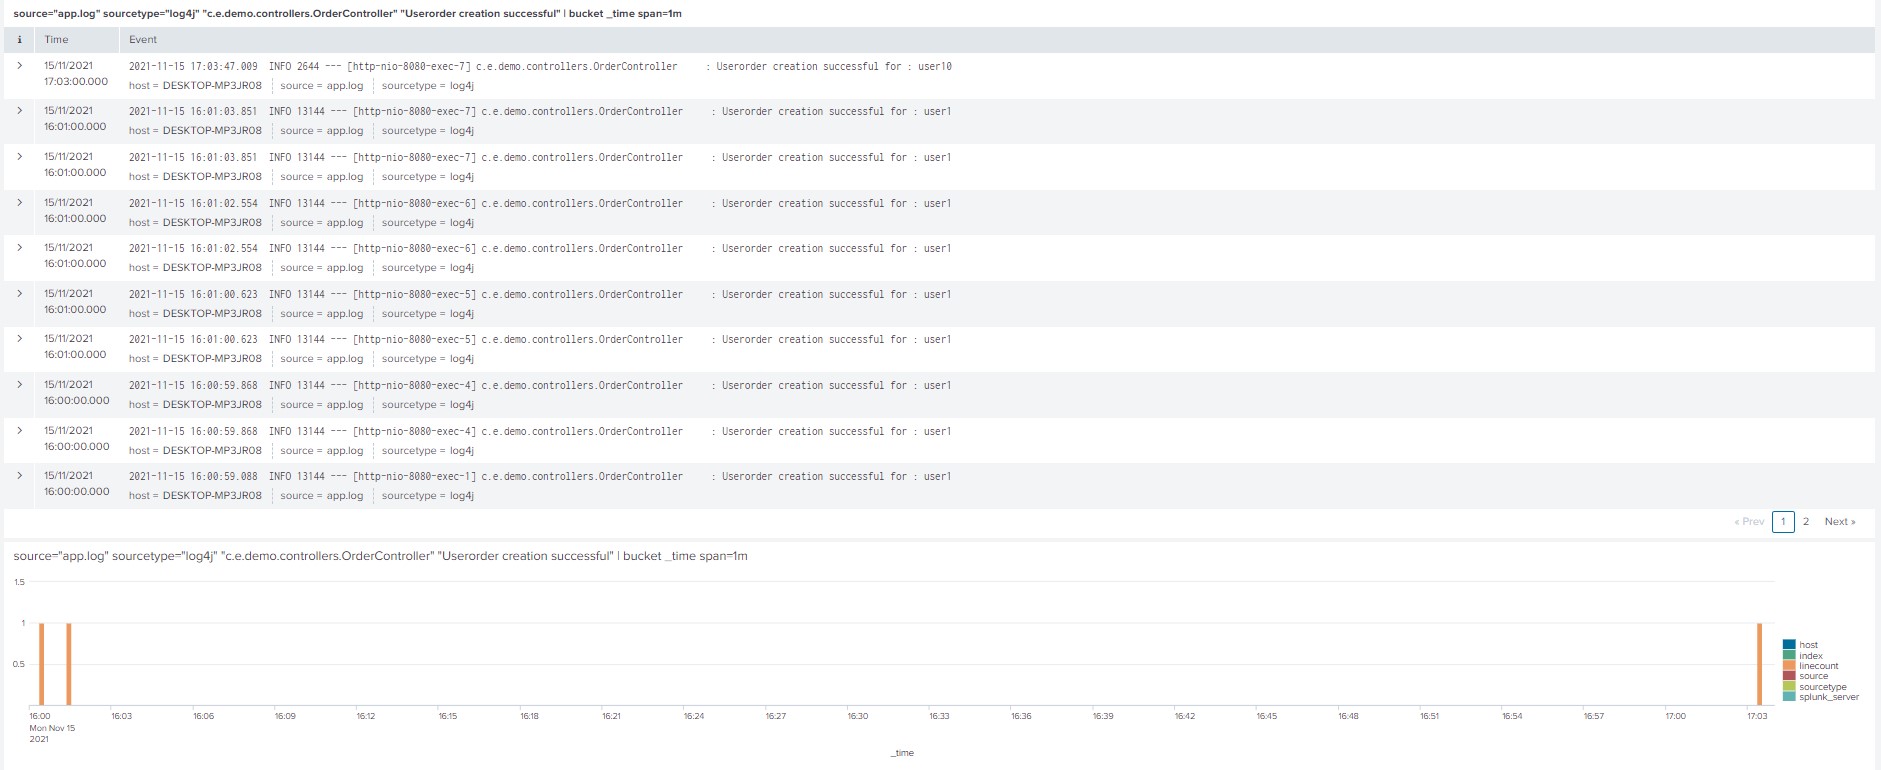 source="app.log" sourcetype="log4j" "c.e.demo.controllers.OrderController" "Userorder creation successful" | bucket _time span=1m
i Time Event
> 15/11/2021 2021-11-15 17:03:47.009 INFO 2644 --- [http-nio-8080-exec-7] c.e.demo.controllers.OrderController : Userorder creation successful for : user10
17:03:00.000 host = DESKTOP-MP3JR08 source = app.log sourcetype = log4j
> 15/11/2021 2021-11-15 16:01:03.851 INFO 13144 --- [http-nio-8080-exec-7] c.e.demo.controllers.OrderController : Userorder creation successful for : user1
16:01:00.000 host = DESKTOP-MP3JR08 source = app.log sourcetype = log4j
> 15/11/2021 2021-11-15 16:01:03.851 INFO 13144 --- [http-nio-8080-exec-7] c.e.demo.controllers.OrderController : Userorder creation successful for : user1
16:01:00.000 host = DESKTOP-MP3JR08 source = app.log sourcetype = log4j
> 15/11/2021 2021-11-15 16:01:02.554 INFO 13144 --- [http-nio-8080-exec-6] c.e.demo.controllers.OrderController : Userorder creation successful for : user1
16:01:00.000 host = DESKTOP-MP3JR08 source = app.log sourcetype = log4j
> 15/11/2021 2021-11-15 16:01:02.554 INFO 13144 --- [http-nio-8080-exec-6] c.e.demo.controllers.OrderController : Userorder creation successful for : user1
16:01:00.000 host = DESKTOP-MP3JR08 source = app.log sourcetype = log4j
> 15/11/2021 2021-11-15 16:01:00.623 INFO 13144 --- [http-nio-8080-exec-5] c.e.demo.controllers.OrderController : Userorder creation successful for : user1
16:01:00.000 host = DESKTOP-MP3JR08 source = app.log sourcetype = log4j
> 15/11/2021 2021-11-15 16:01:00.623 INFO 13144 --- [http-nio-8080-exec-5] c.e.demo.controllers.OrderController : Userorder creation successful for : user1
16:01:00.000 host = DESKTOP-MP3JR08 source = app.log sourcetype = log4j
> 15/11/2021 2021-11-15 16:00:59.868 INFO 13144 --- [http-nio-8080-exec-4] c.e.demo.controllers.OrderController : Userorder creation successful for : user1
16:00:00.000 host = DESKTOP-MP3JR08 source = app.log sourcetype = log4j
> 15/11/2021 2021-11-15 16:00:59.868 INFO 13144 --- [http-nio-8080-exec-4] c.e.demo.controllers.OrderController : Userorder creation successful for : user1
16:00:00.000 host = DESKTOP-MP3JR08 source = app.log sourcetype = log4j
> 15/11/2021 2021-11-15 16:00:59.088 INFO 13144 --- [http-nio-8080-exec-1] c.e.demo.controllers.OrderController : Userorder creation successful for : user1
16:00:00.000 host = DESKTOP-MP3JR08 source = app.log sourcetype = log4j
« Prev 1 2 Next »
source="app.log" sourcetype="log4j" "c.e.demo.controllers.OrderController" "Userorder creation successful" | bucket _time span=1m
1.5
1
0.5
host
index
linecount
source
sourcetype
splunk_server
16:00 16:03 16:06 16:09 16:12 16:15 16:18 16:21 16:24 16:27 16:30 16:33 16:36 16:39 16:42 16:45 16:48 16:51 16:54 16:57 17:00 17:03
Mon Nov 15
2021
_time